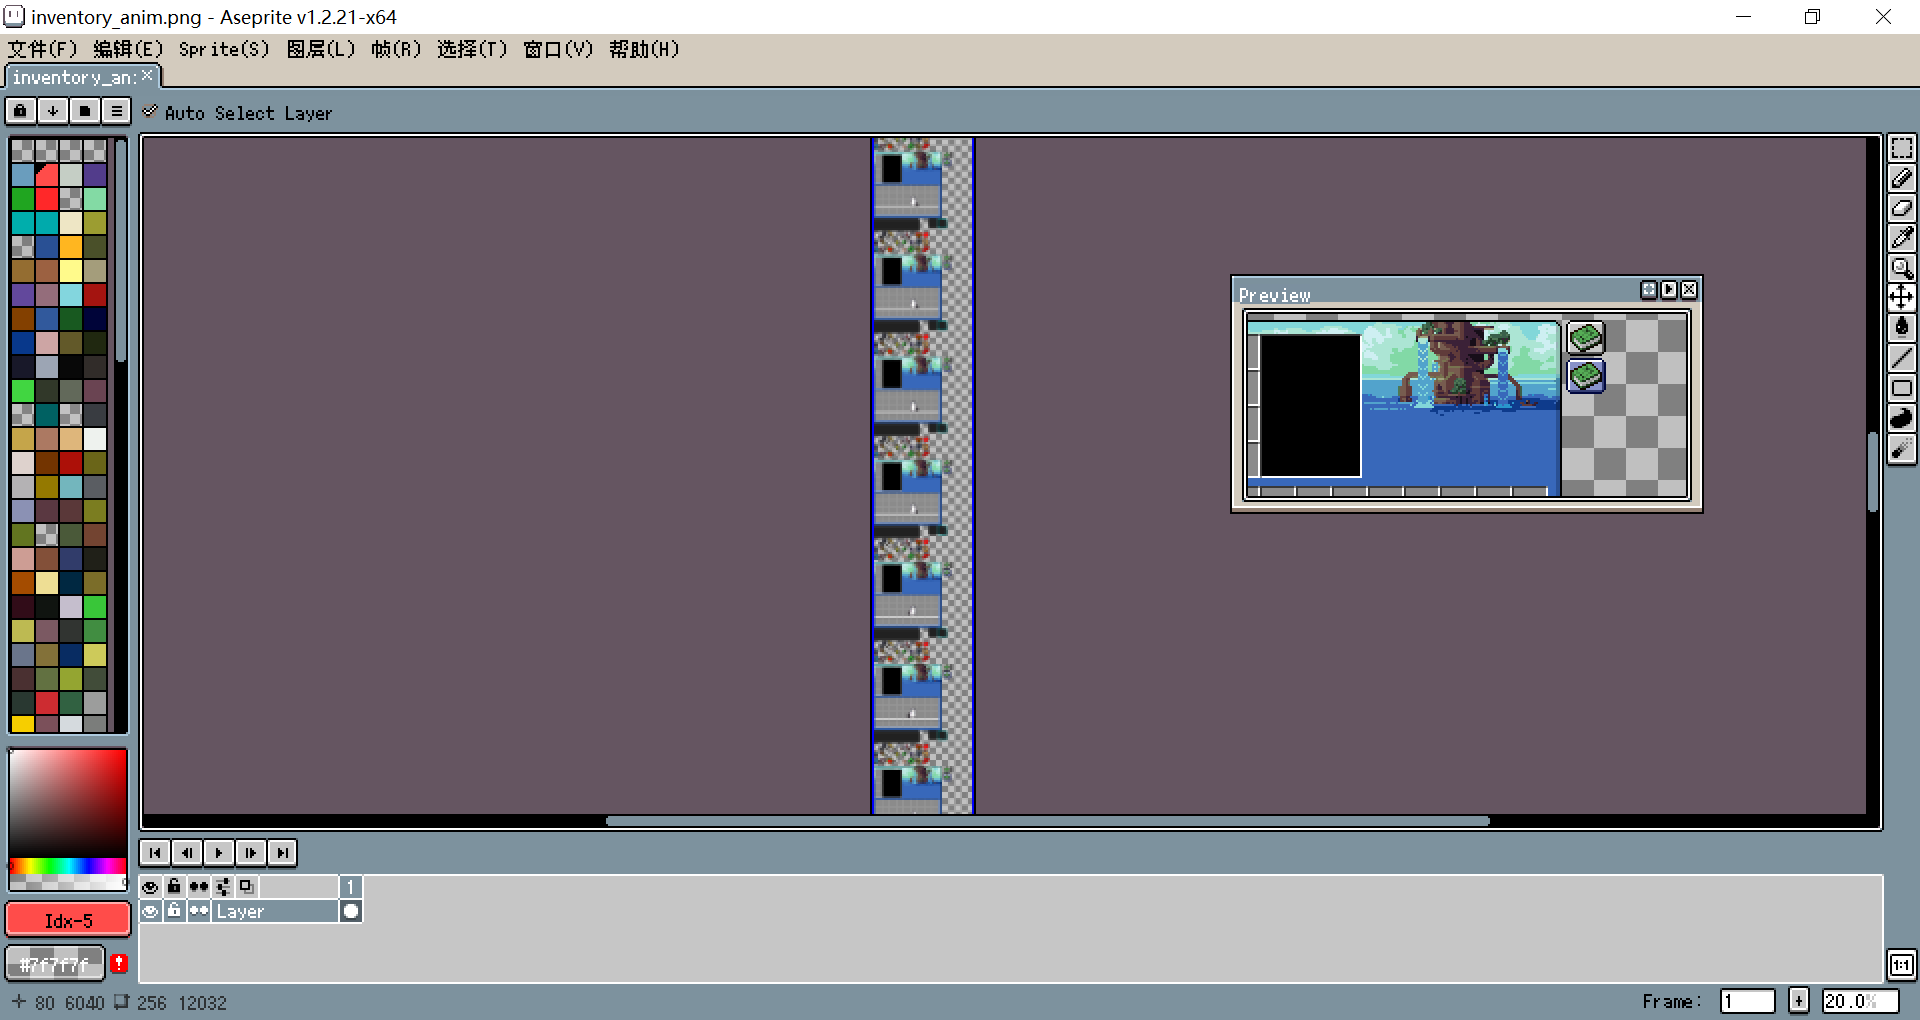 inventory_anim.png - Aseprite v1.2.21-x64
文件(F) 编辑(E) Sprite(S) 图层(L) 帧(R) 选择(T) 窗口(V) 帮助(H)
inventory_an:
Auto Select Layer
Preview
1
Layer
Idx-5
#7f7f7f
1:1
80 6040 256 12032
Frame: 1 + 20.0%